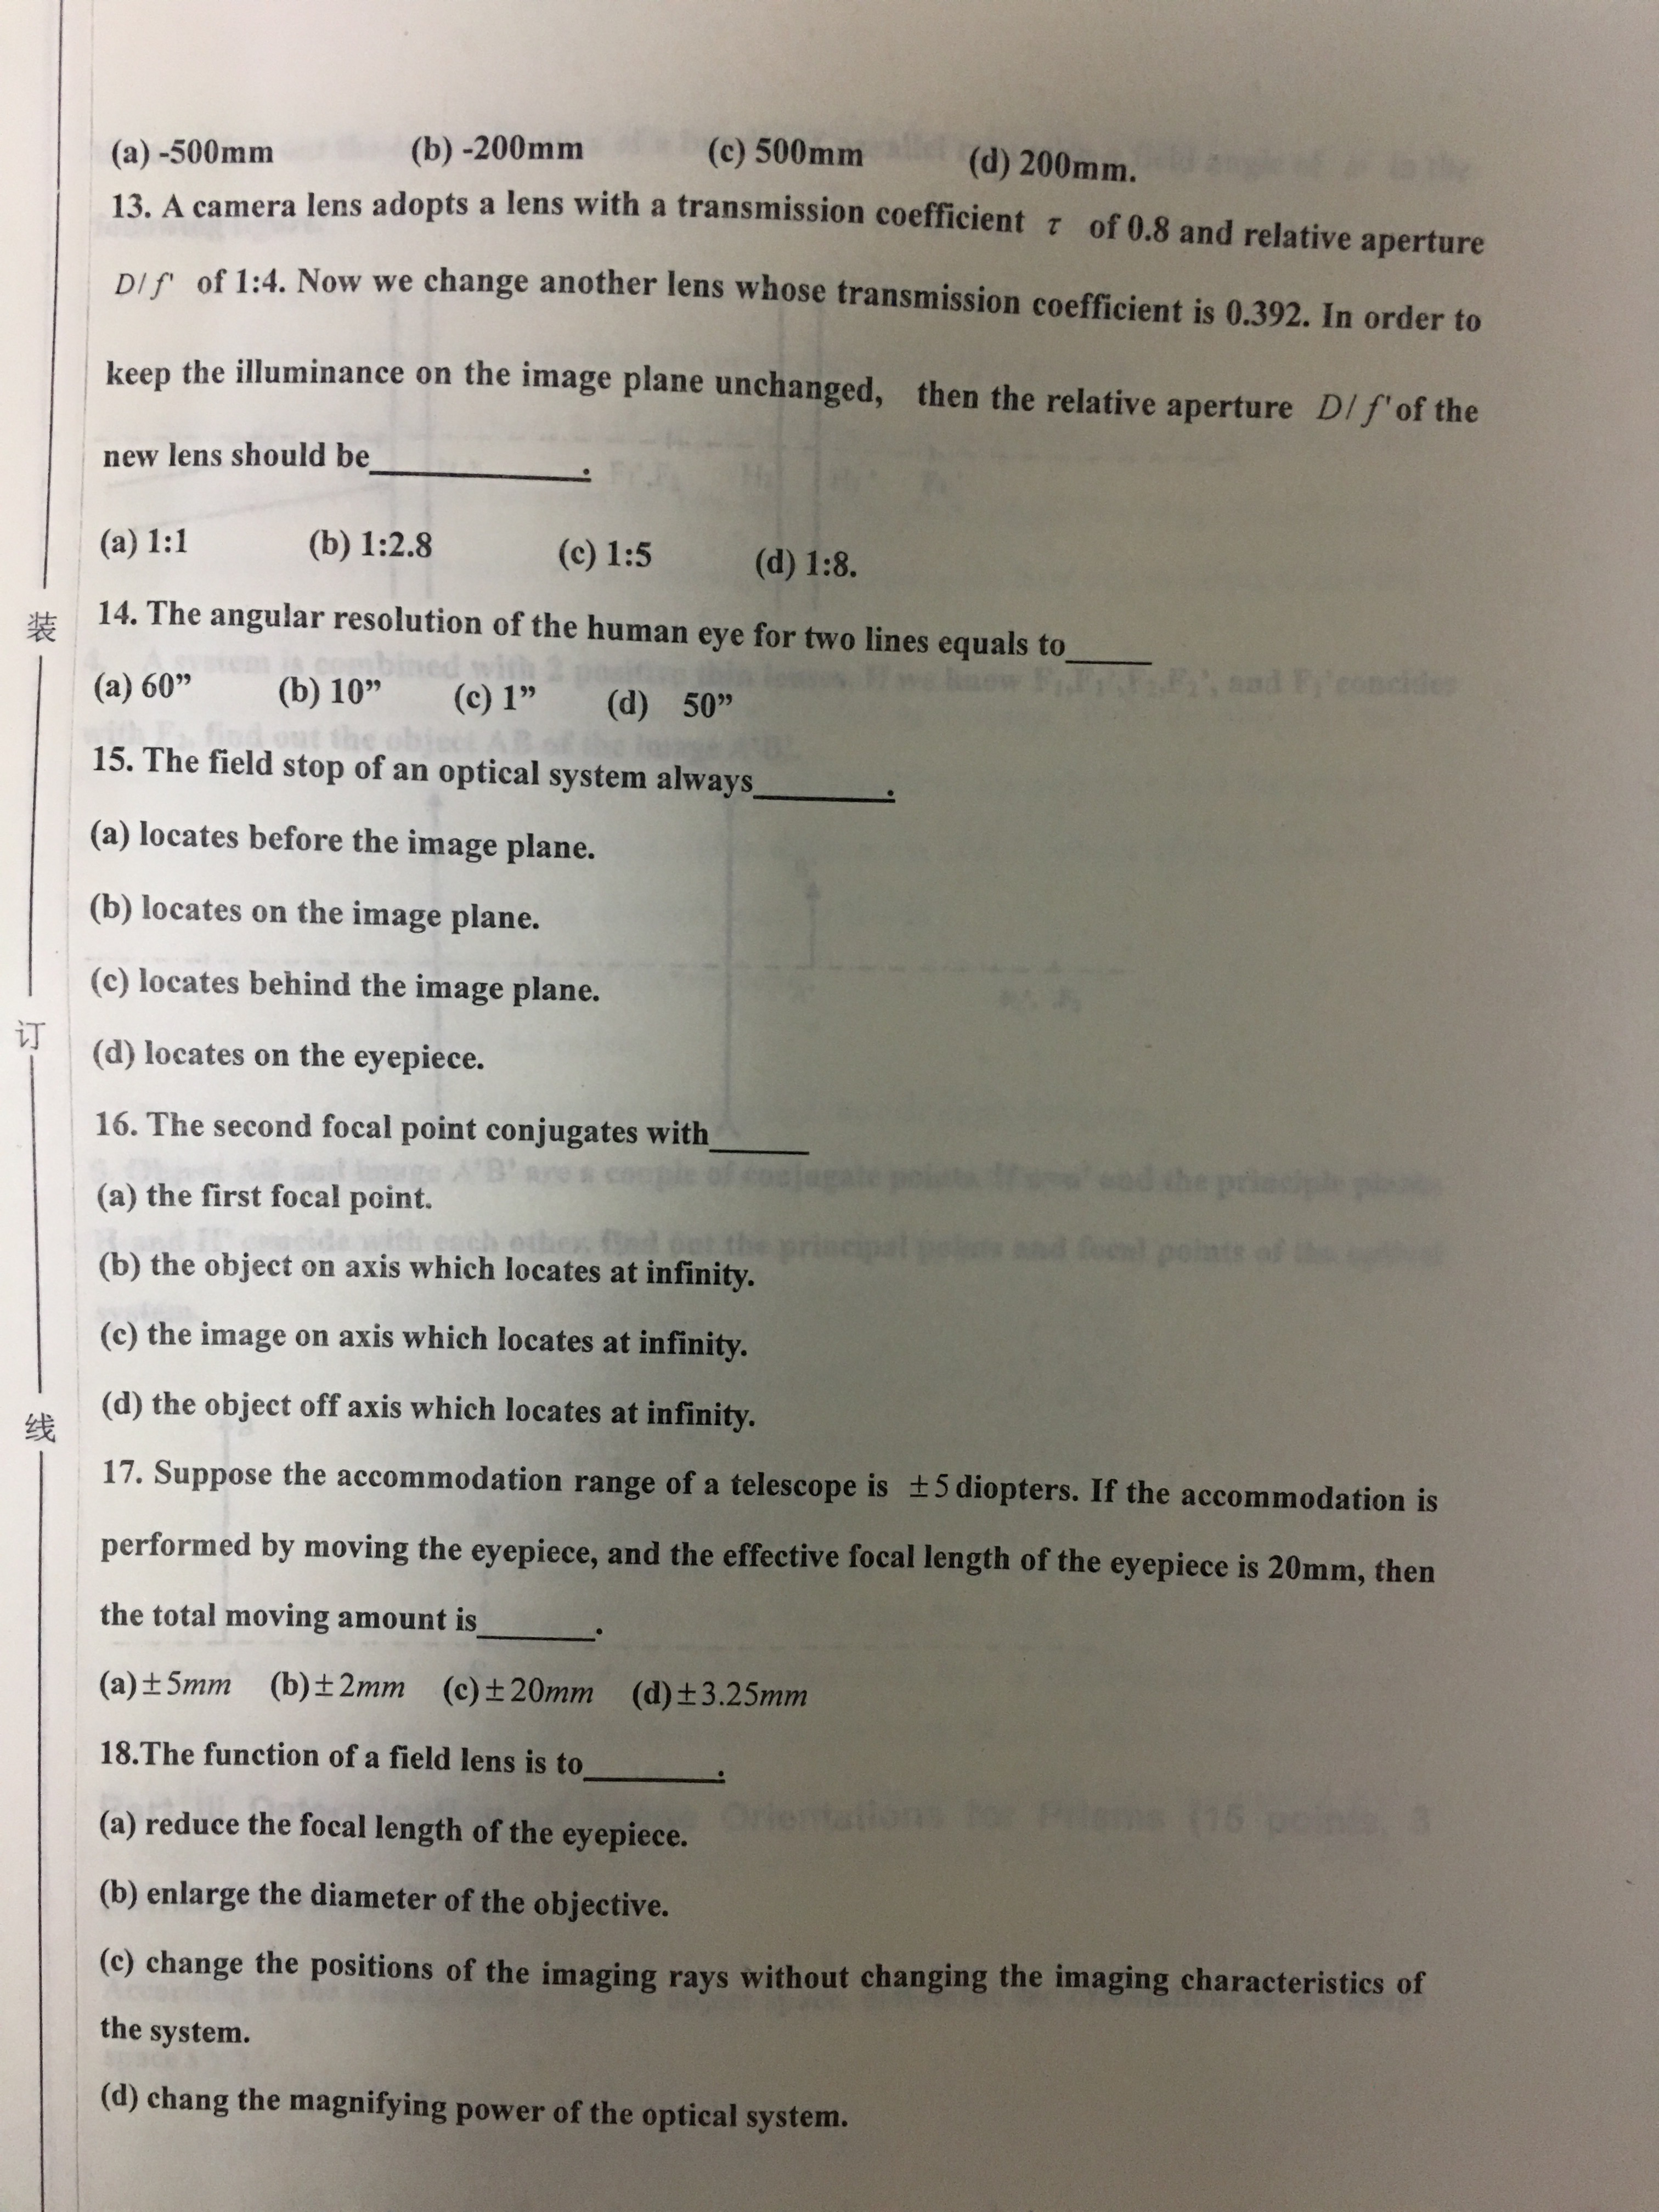 (a) -500mm (b) -200mm (c) 500mm (d) 200mm.
13. A camera lens adopts a lens with a transmission coefficient τ of 0.8 and relative aperture
D/f' of 1:4. Now we change another lens whose transmission coefficient is 0.392. In order to
keep the illuminance on the image plane unchanged, then the relative aperture D/f' of the
new lens should be____________.
(a) 1:1 (b) 1:2.8 (c) 1:5 (d) 1:8.
14. The angular resolution of the human eye for two lines equals to_____
(a) 60” (b) 10” (c) 1” (d) 50”
15. The field stop of an optical system always________.
(a) locates before the image plane.
(b) locates on the image plane.
(c) locates behind the image plane.
(d) locates on the eyepiece.
16. The second focal point conjugates with______
(a) the first focal point.
(b) the object on axis which locates at infinity.
(c) the image on axis which locates at infinity.
(d) the object off axis which locates at infinity.
17. Suppose the accommodation range of a telescope is ±5 diopters. If the accommodation is
performed by moving the eyepiece, and the effective focal length of the eyepiece is 20mm, then
the total moving amount is_______.
(a) ±5mm (b) ±2mm (c) ±20mm (d) ±3.25mm
18.The function of a field lens is to________.
(a) reduce the focal length of the eyepiece.
(b) enlarge the diameter of the objective.
(c) change the positions of the imaging rays without changing the imaging characteristics of
the system.
(d) chang the magnifying power of the optical system.
装
订
线